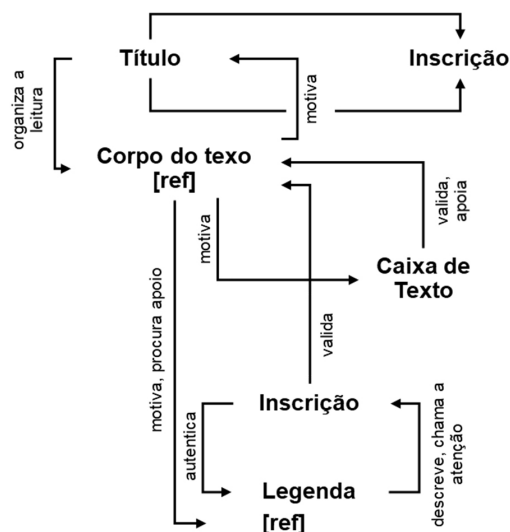 Título
Inscrição
organiza a
leitura
motiva
Corpo do texo
[ref]
valida,
apoia
motiva
Caixa de
Texto
motiva, procura apoio
valida
Inscrição
autentica
descreve, chama a
atenção
Legenda
[ref]